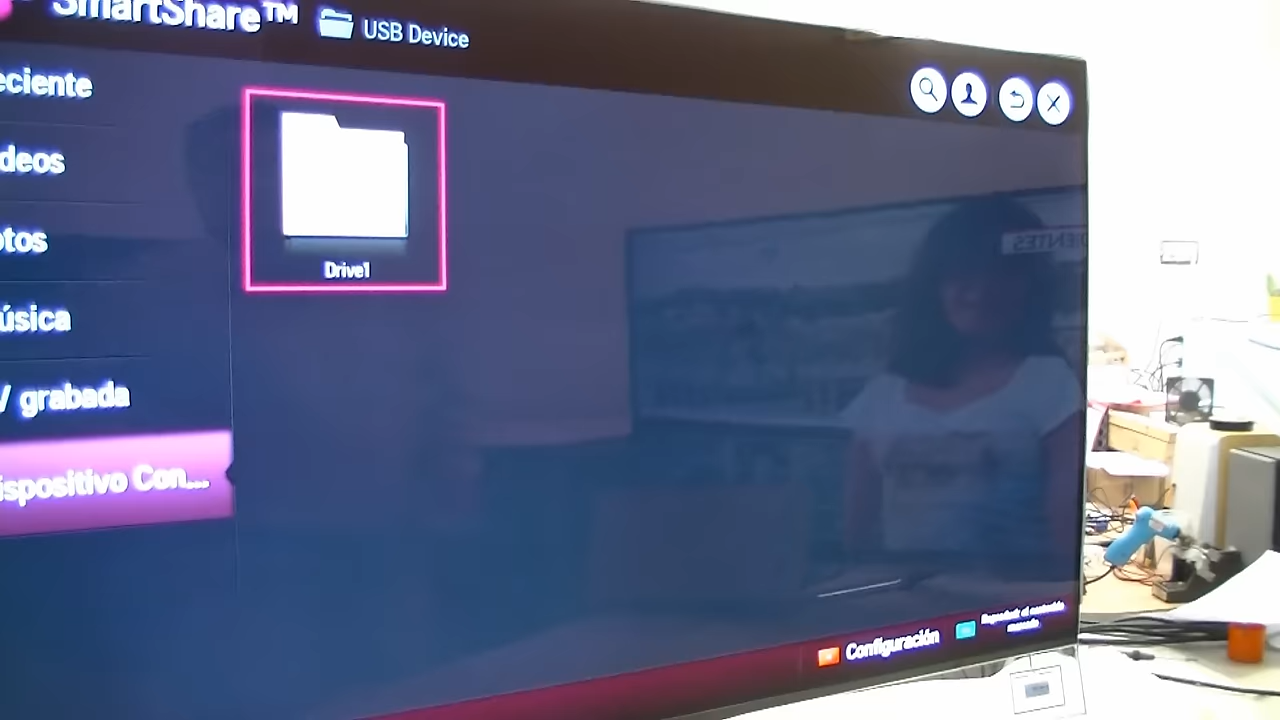 SmartShare™
USB Device
eciente
deos
otos
úsica
V grabada
ispositivo Con...
Drive1
Configuración